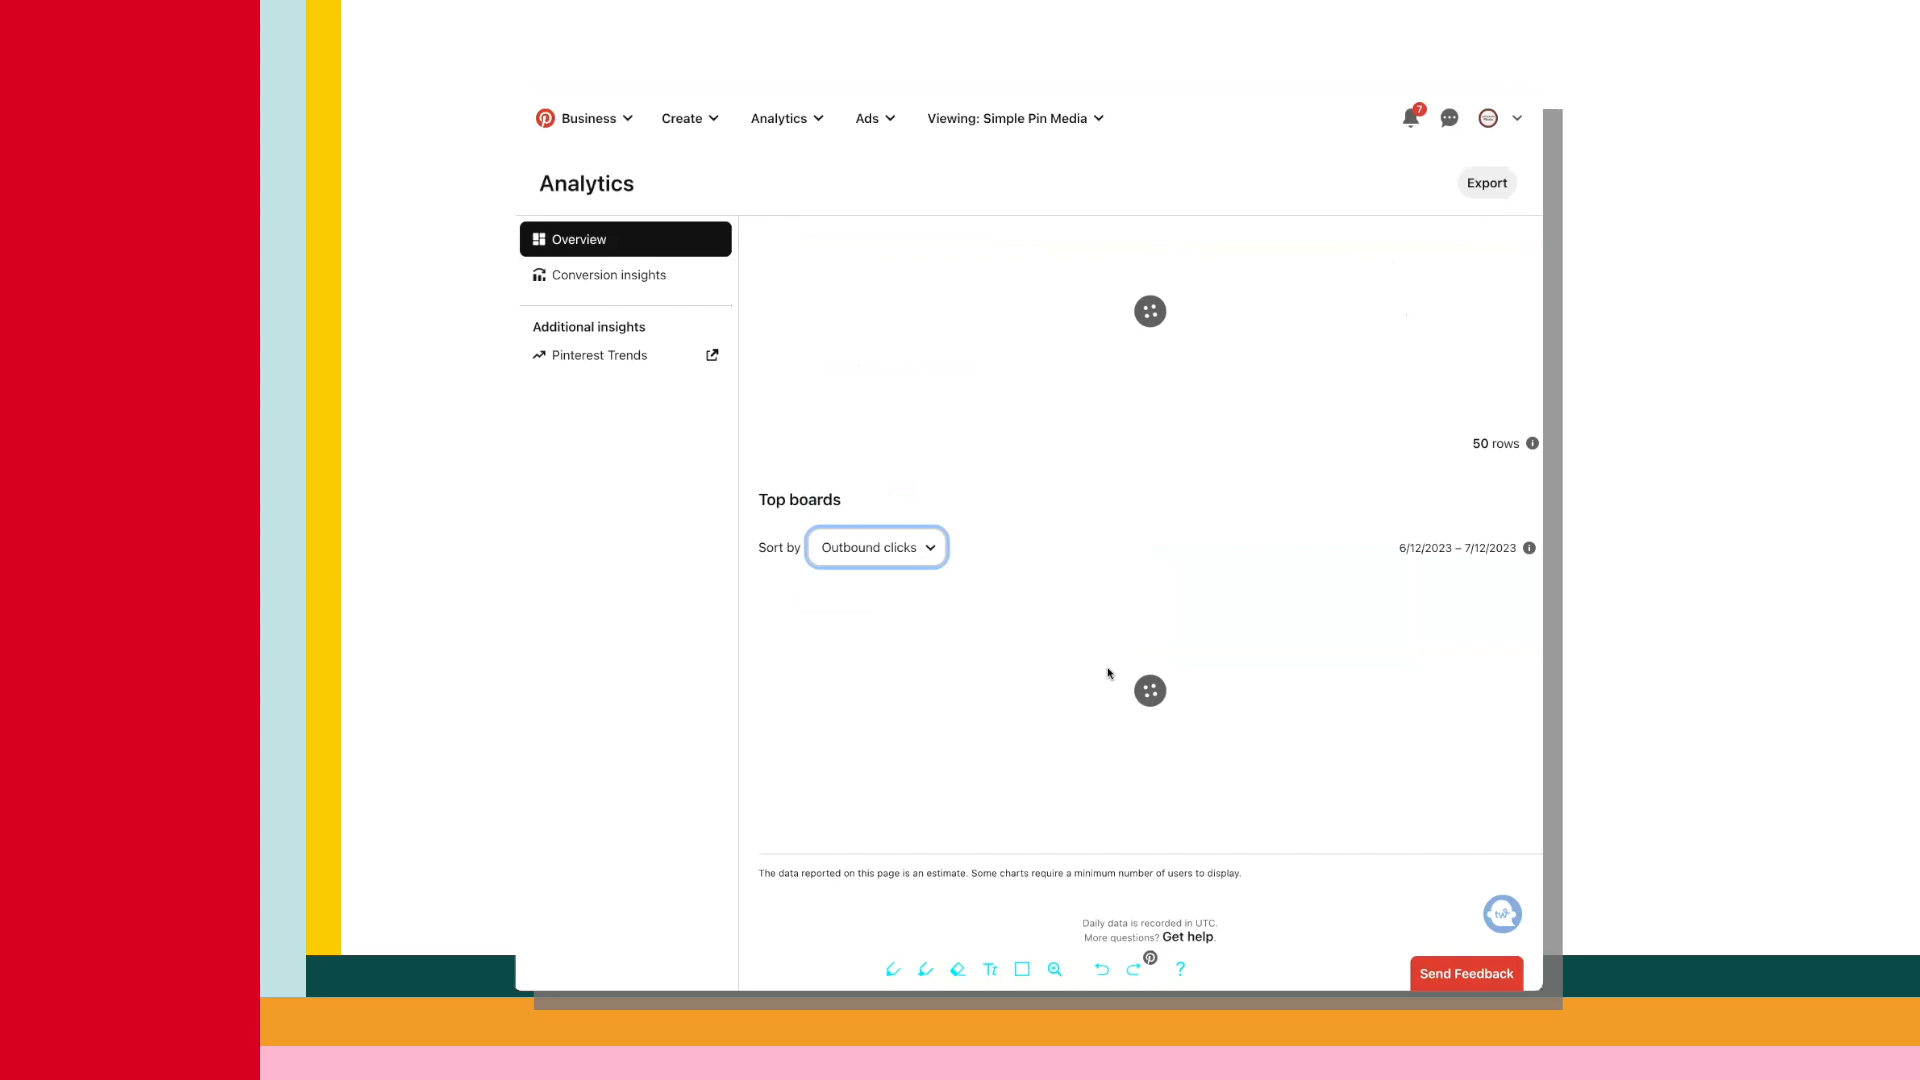 Business Create Analytics Ads Viewing: Simple Pin Media 7
Analytics
Export
Overview
Conversion insights
Additional insights
Pinterest Trends
50 rows
Top boards
Sort by Outbound clicks 6/12/2023 – 7/12/2023
The data reported on this page is an estimate. Some charts require a minimum number of users to display.
Daily data is recorded in UTC.
More questions? Get help.
Tt ?
Send Feedback